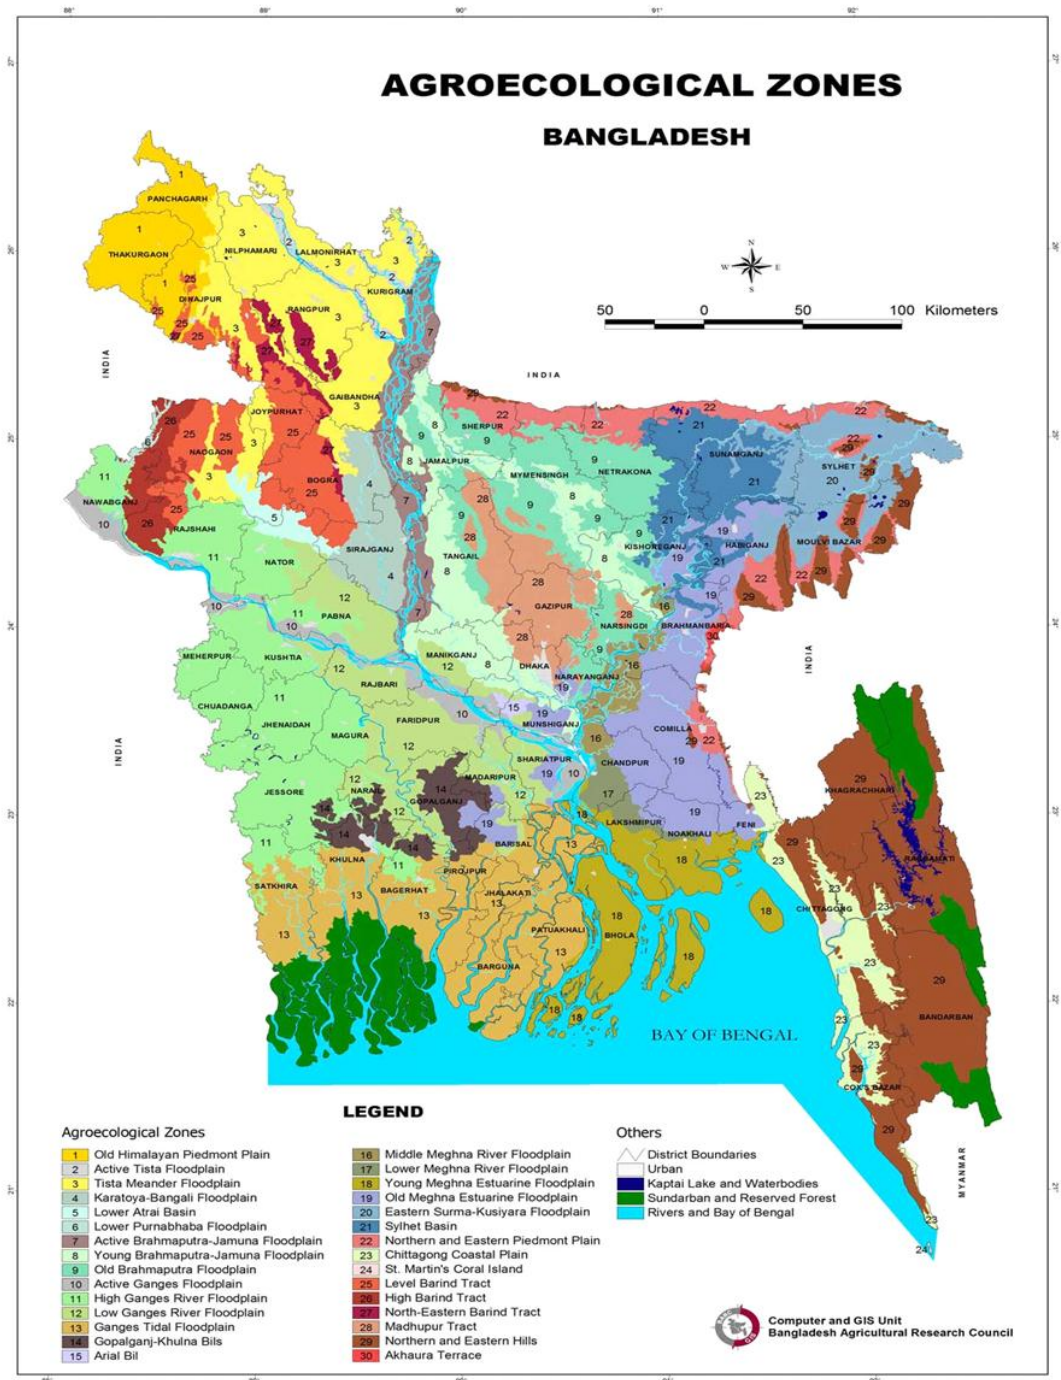 AGROECOLOGICAL ZONES
BANGLADESH
N
W E
S
50 0 50 100 Kilometers
PANCHAGARH
THAKURGAON
NILPHAMARI
LALMONIRHAT
KURIGRAM
DINAJPUR
RANGPUR
INDIA
INDIA
GAIBANDHA
JOYPURHAT
SHERPUR
NAOGAON
JAMALPUR
MYMENSINGH
NETRAKONA
SUNAMGANJ
SYLHET
BOGRA
NAWABGANJ
RAJSHAHI
SIRAJGANJ
TANGAIL
KISHOREGANJ
HABIGANJ
MOULVI BAZAR
NATOR
PABNA
GAZIPUR
NARSINGDI
BRAHMANBARIA
MEHERPUR
KUSHTIA
MANIKGANJ
DHAKA
NARAYANGANJ
INDIA
RAJBARI
CHUADANGA
JHENAIDAH
MAGURA
FARIDPUR
MUNSHIGANJ
COMILLA
INDIA
SHARIATPUR
CHANDPUR
MADARIPUR
JESSORE
NARAIL
GOPALGANJ
KHAGRACHHARI
LAKSHMIPUR
NOAKHALI
FENI
BARISAL
KHULNA
RANGAMATI
PIROJPUR
SATKHIRA
BAGERHAT
JHALAKATI
CHITTAGONG
PATUAKHALI
BHOLA
BARGUNA
BANDARBAN
BAY OF BENGAL
COX'S BAZAR
MYANMAR
LEGEND
Agroecological Zones
1 Old Himalayan Piedmont Plain
2 Active Tista Floodplain
3 Tista Meander Floodplain
4 Karatoya-Bangali Floodplain
5 Lower Atrai Basin
6 Lower Purnabhaba Floodplain
7 Active Brahmaputra-Jamuna Floodplain
8 Young Brahmaputra-Jamuna Floodplain
9 Old Brahmaputra Floodplain
10 Active Ganges Floodplain
11 High Ganges River Floodplain
12 Low Ganges River Floodplain
13 Ganges Tidal Floodplain
14 Gopalganj-Khulna Bils
15 Arial Bil
16 Middle Meghna River Floodplain
17 Lower Meghna River Floodplain
18 Young Meghna Estuarine Floodplain
19 Old Meghna Estuarine Floodplain
20 Eastern Surma-Kusiyara Floodplain
21 Sylhet Basin
22 Northern and Eastern Piedmont Plain
23 Chittagong Coastal Plain
24 St. Martin's Coral Island
25 Level Barind Tract
26 High Barind Tract
27 North-Eastern Barind Tract
28 Madhupur Tract
29 Northern and Eastern Hills
30 Akhaura Terrace
Others
District Boundaries
Urban
Kaptai Lake and Waterbodies
Sundarban and Reserved Forest
Rivers and Bay of Bengal
Computer and GIS Unit
Bangladesh Agricultural Research Council